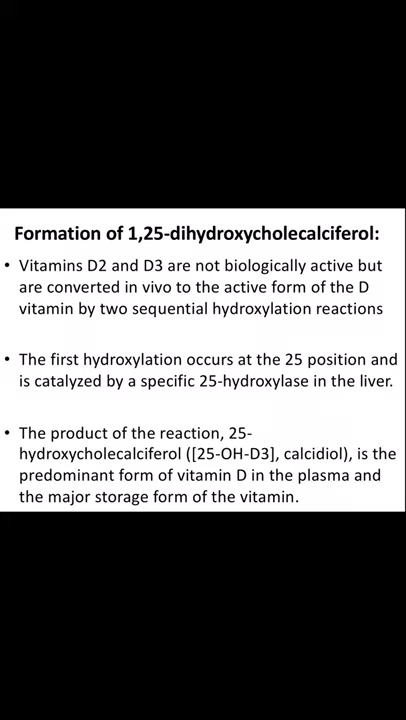 Formation of 1,25-dihydroxycholecalciferol:
• Vitamins D2 and D3 are not biologically active but
are converted in vivo to the active form of the D
vitamin by two sequential hydroxylation reactions
• The first hydroxylation occurs at the 25 position and
is catalyzed by a specific 25-hydroxylase in the liver.
• The product of the reaction, 25-
hydroxycholecalciferol ([25-OH-D3], calcidiol), is the
predominant form of vitamin D in the plasma and
the major storage form of the vitamin.